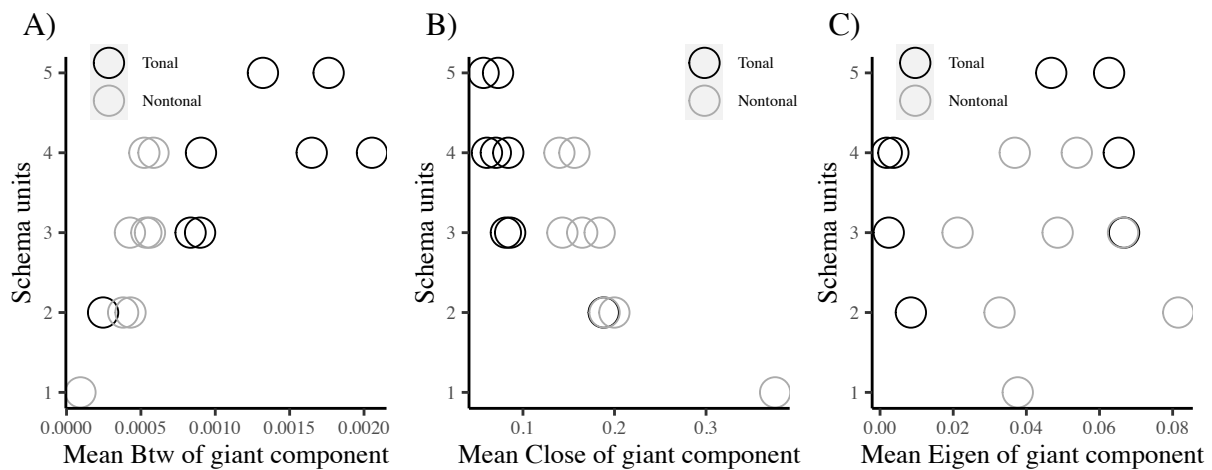 A)
Tonal
Nontonal
Schema units
5
4
3
2
1
0.0000
0.0005
0.0010
0.0015
0.0020
Mean Btw of giant component
B)
Tonal
Nontonal
Schema units
5
4
3
2
1
0.1
0.2
0.3
Mean Close of giant component
C)
Tonal
Nontonal
Schema units
5
4
3
2
1
0.00
0.02
0.04
0.06
0.08
Mean Eigen of giant component